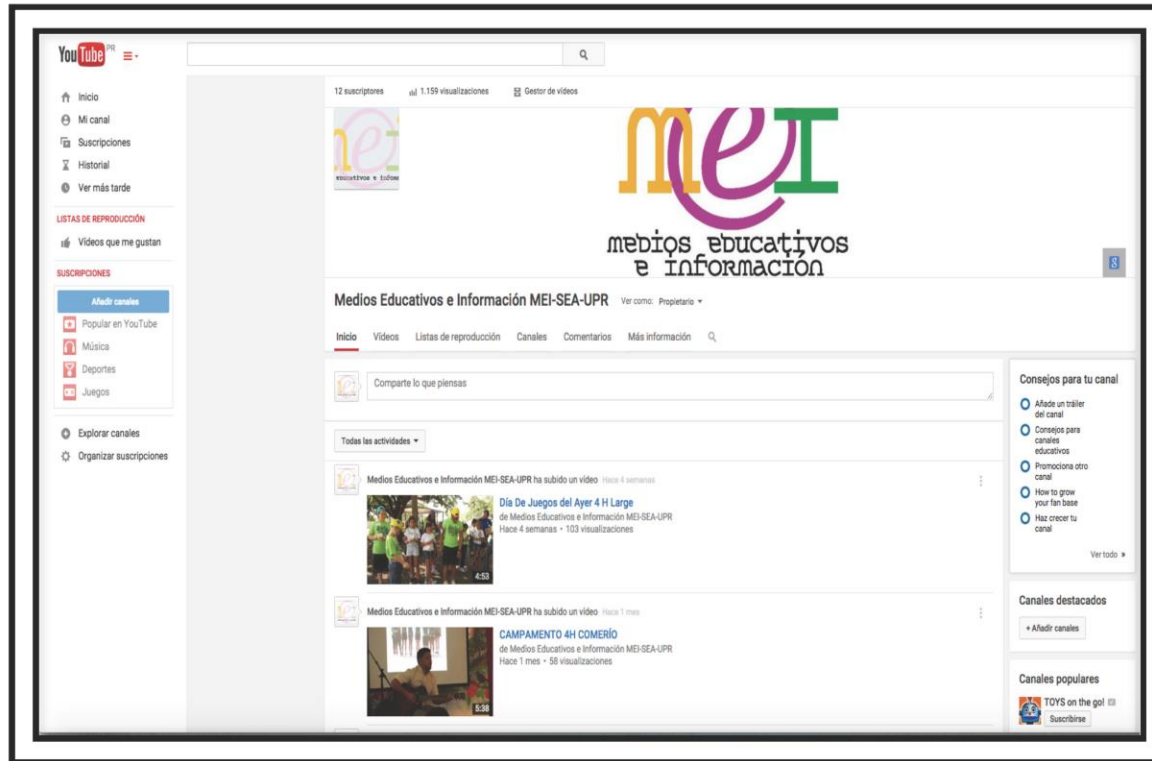 YouTube PR
Inicio
Mi canal
Suscripciones
Historial
Ver más tarde
LISTAS DE REPRODUCCIÓN
Vídeos que me gustan
SUSCRIPCIONES
Añadir canales
Popular en YouTube
Música
Deportes
Juegos
Explorar canales
Organizar suscripciones
12 suscriptores 1.159 visualizaciones Gestor de vídeos
mei
medios educativos
e información
Medios Educativos e Información MEI-SEA-UPR Ver como: Propietario
Inicio Vídeos Listas de reproducción Canales Comentarios Más información
Comparte lo que piensas
Todas las actividades
Medios Educativos e Información MEI-SEA-UPR ha subido un vídeo Hace 4 semanas
Día De Juegos del Ayer 4 H Large
de Medios Educativos e Información MEI-SEA-UPR
Hace 4 semanas • 103 visualizaciones
4:53
Medios Educativos e Información MEI-SEA-UPR ha subido un vídeo Hace 1 mes
CAMPAMENTO 4H COMERÍO
de Medios Educativos e Información MEI-SEA-UPR
Hace 1 mes • 58 visualizaciones
5:38
Consejos para tu canal
Añade un tráiler
del canal
Consejos para
canales
educativos
Promociona otro
canal
How to grow
your fan base
Haz crecer tu
canal
Ver todo »
Canales destacados
+ Añadir canales
Canales populares
TOYS on the go!
Suscribirse